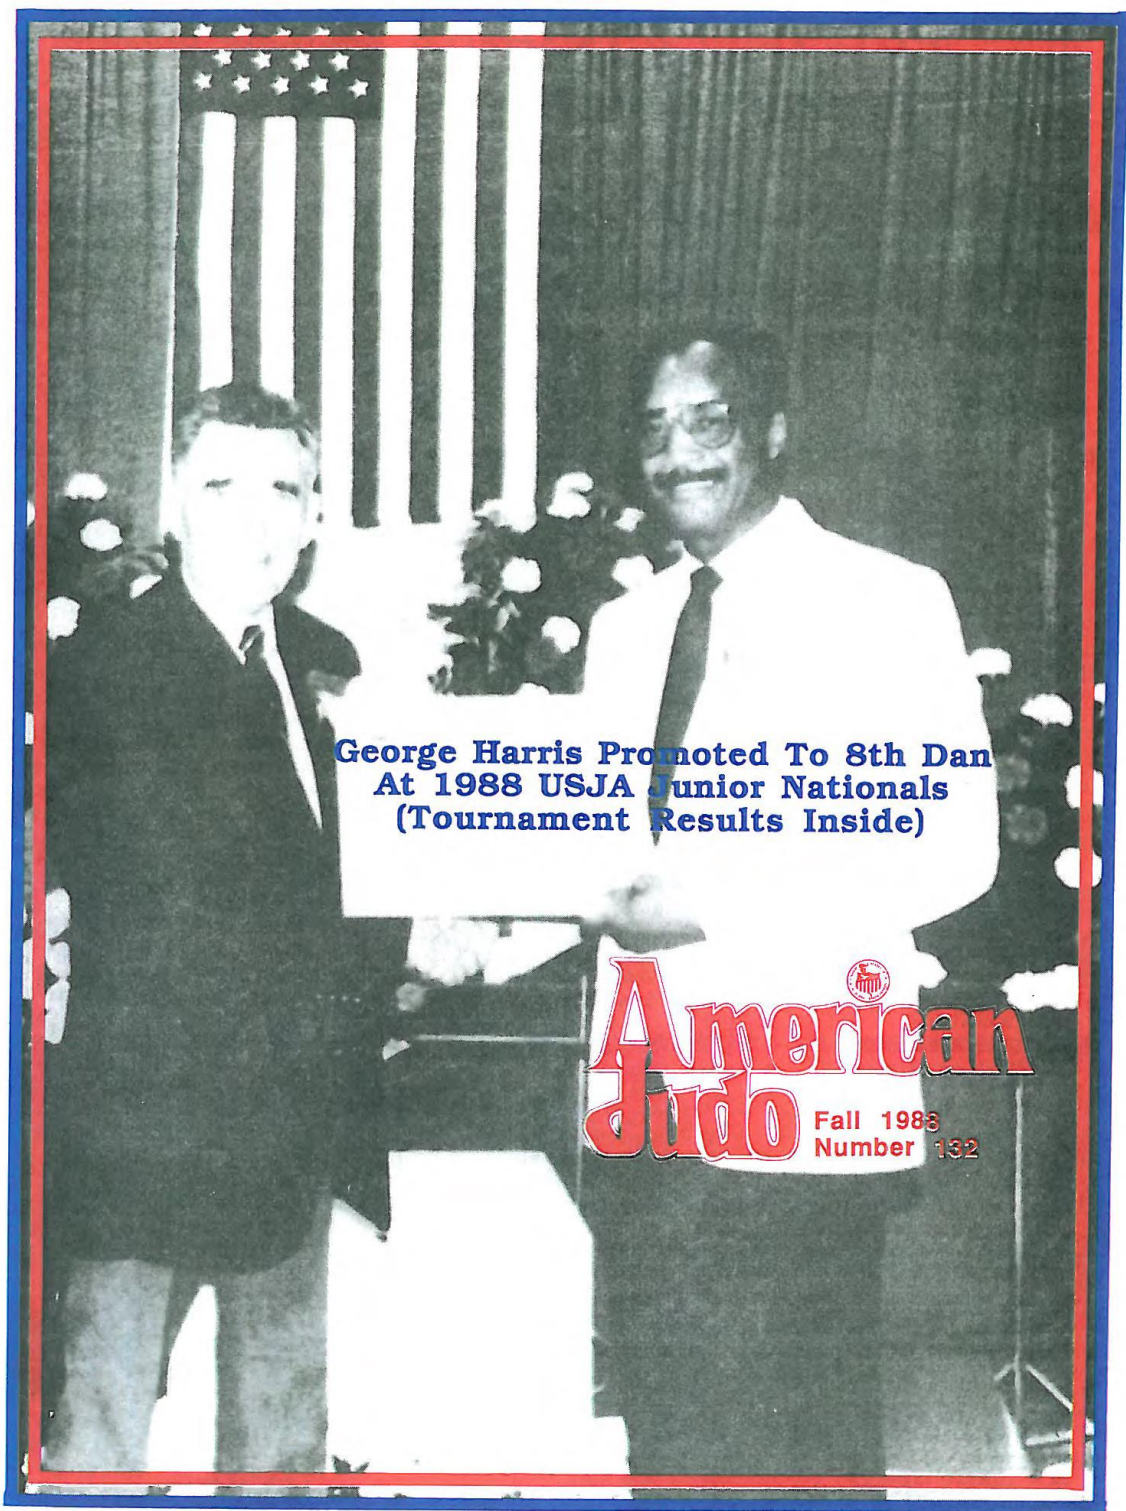 George Harris Promoted To 8th Dan
At 1988 USJA Junior Nationals
(Tournament Results Inside)
American
Judo
Fall 1988
Number 132